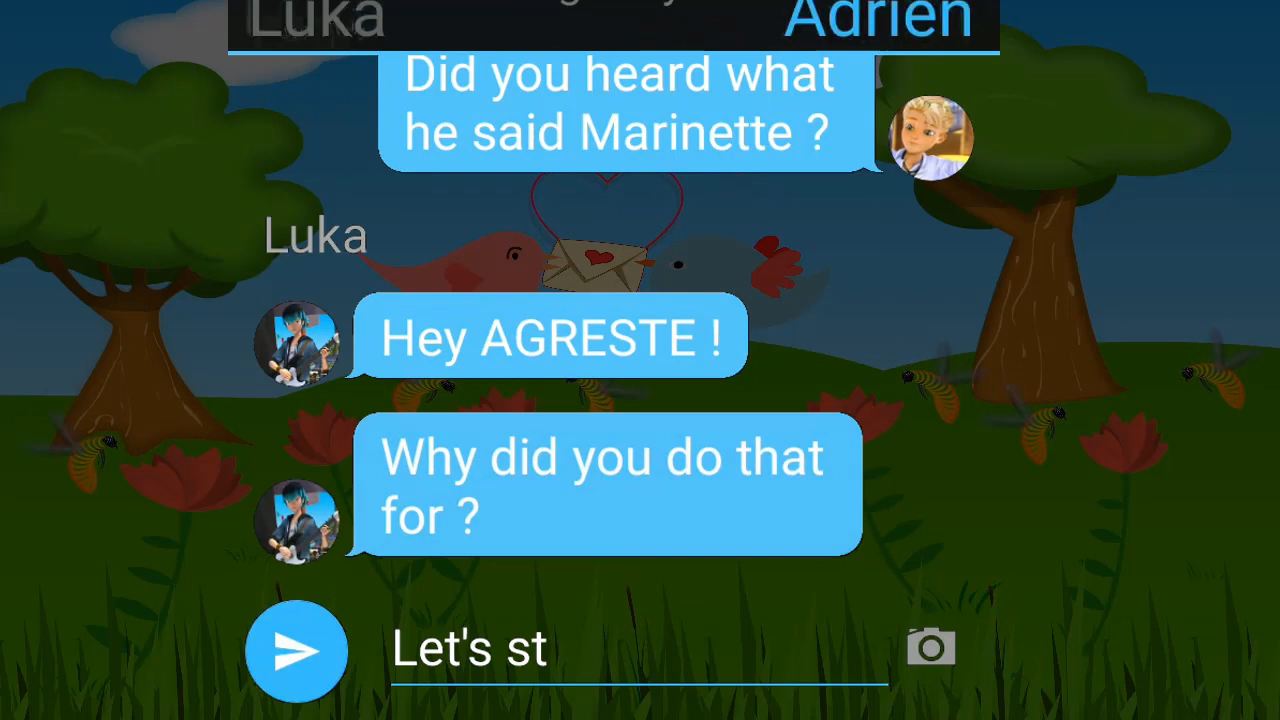 Luka
Adrien
Did you heard what
he said Marinette ?
Luka
Hey AGRESTE !
Why did you do that
for ?
Let's st